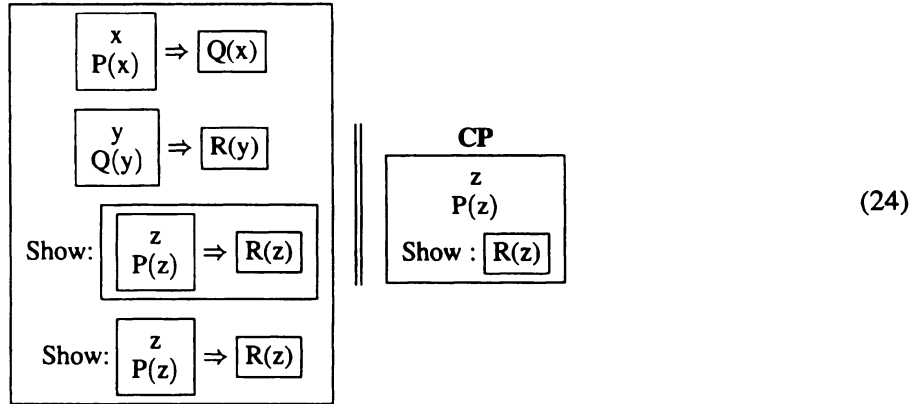 x
P(x) ⇒ Q(x)
y
Q(y) ⇒ R(y)
Show: z
P(z) ⇒ R(z)
Show: z
P(z) ⇒ R(z)
CP
z
P(z)
Show : R(z)
(24)